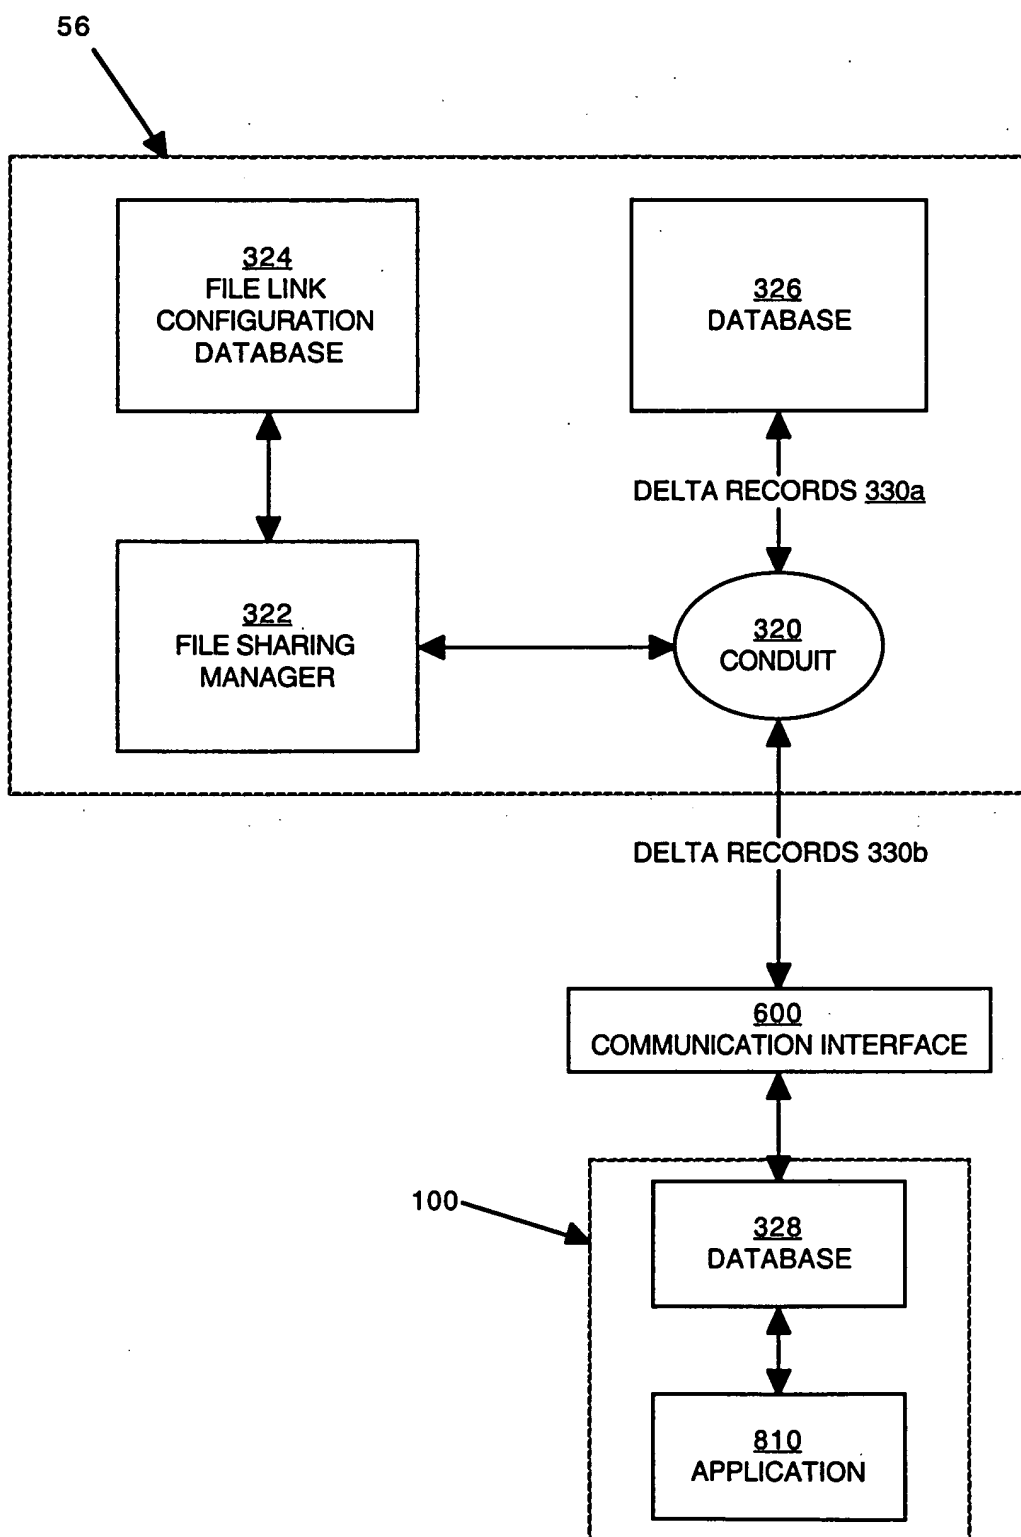 56
324
FILE LINK
CONFIGURATION
DATABASE
326
DATABASE
DELTA RECORDS 330a
322
FILE SHARING
MANAGER
320
CONDUIT
DELTA RECORDS 330b
600
COMMUNICATION INTERFACE
100
328
DATABASE
810
APPLICATION